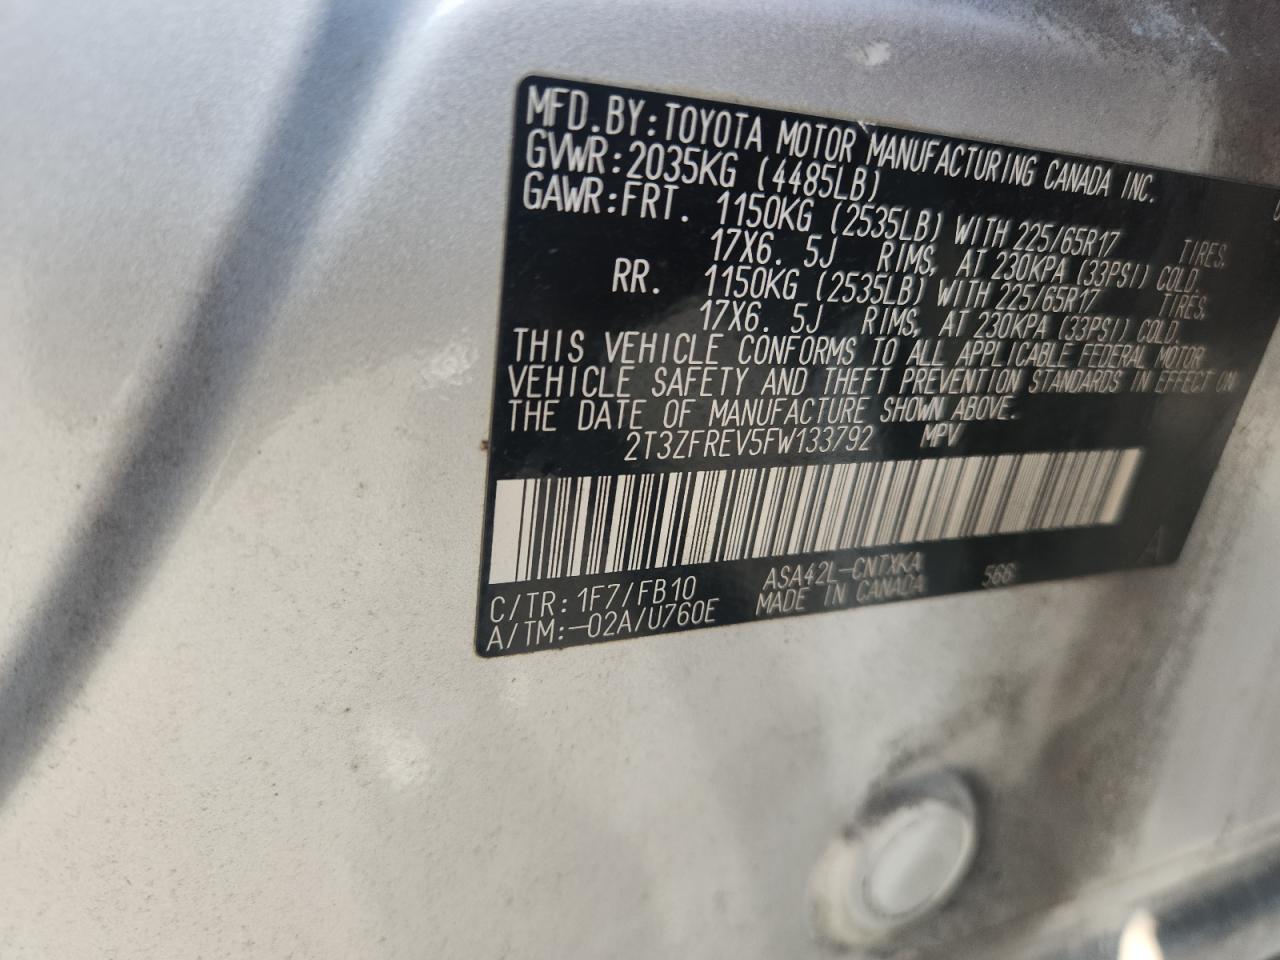 MFD.BY:TOYOTA MOTOR MANUFACTURING CANADA INC.
GVWR:2035KG (4485LB)
GAWR:FRT. 1150KG (2535LB) WITH 225/65R17 TIRES,
17X6.5J RIMS, AT 230KPA (33PSI) COLD.
RR. 1150KG (2535LB) WITH 225/65R17 TIRES,
17X6.5J RIMS, AT 230KPA (33PSI) COLD.
THIS VEHICLE CONFORMS TO ALL APPLICABLE FEDERAL MOTOR
VEHICLE SAFETY AND THEFT PREVENTION STANDARDS IN EFFECT ON
THE DATE OF MANUFACTURE SHOWN ABOVE.
2T3ZFREV5FW133792 MPV
C/TR:1F7/FB10 ASA42L-CNTXKA 566
A/TM:-02A/U760E MADE IN CANADA
A